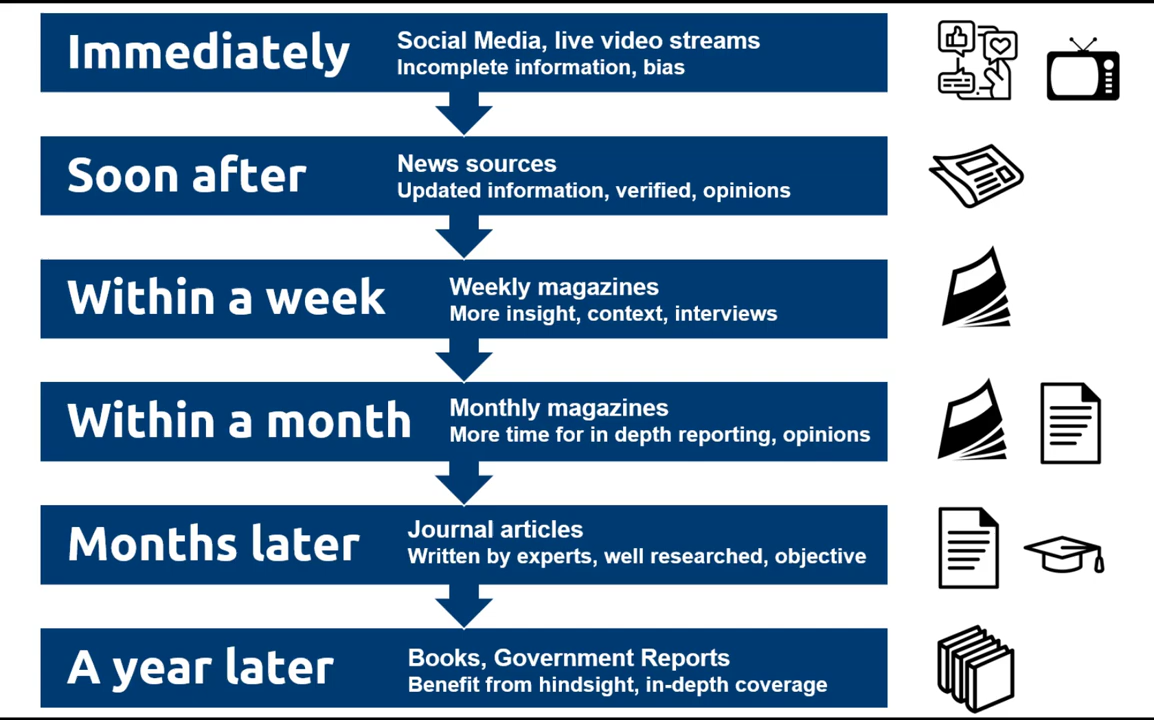 Immediately
Social Media, live video streams
Incomplete information, bias
Soon after
News sources
Updated information, verified, opinions
Within a week
Weekly magazines
More insight, context, interviews
Within a month
Monthly magazines
More time for in depth reporting, opinions
Months later
Journal articles
Written by experts, well researched, objective
A year later
Books, Government Reports
Benefit from hindsight, in-depth coverage